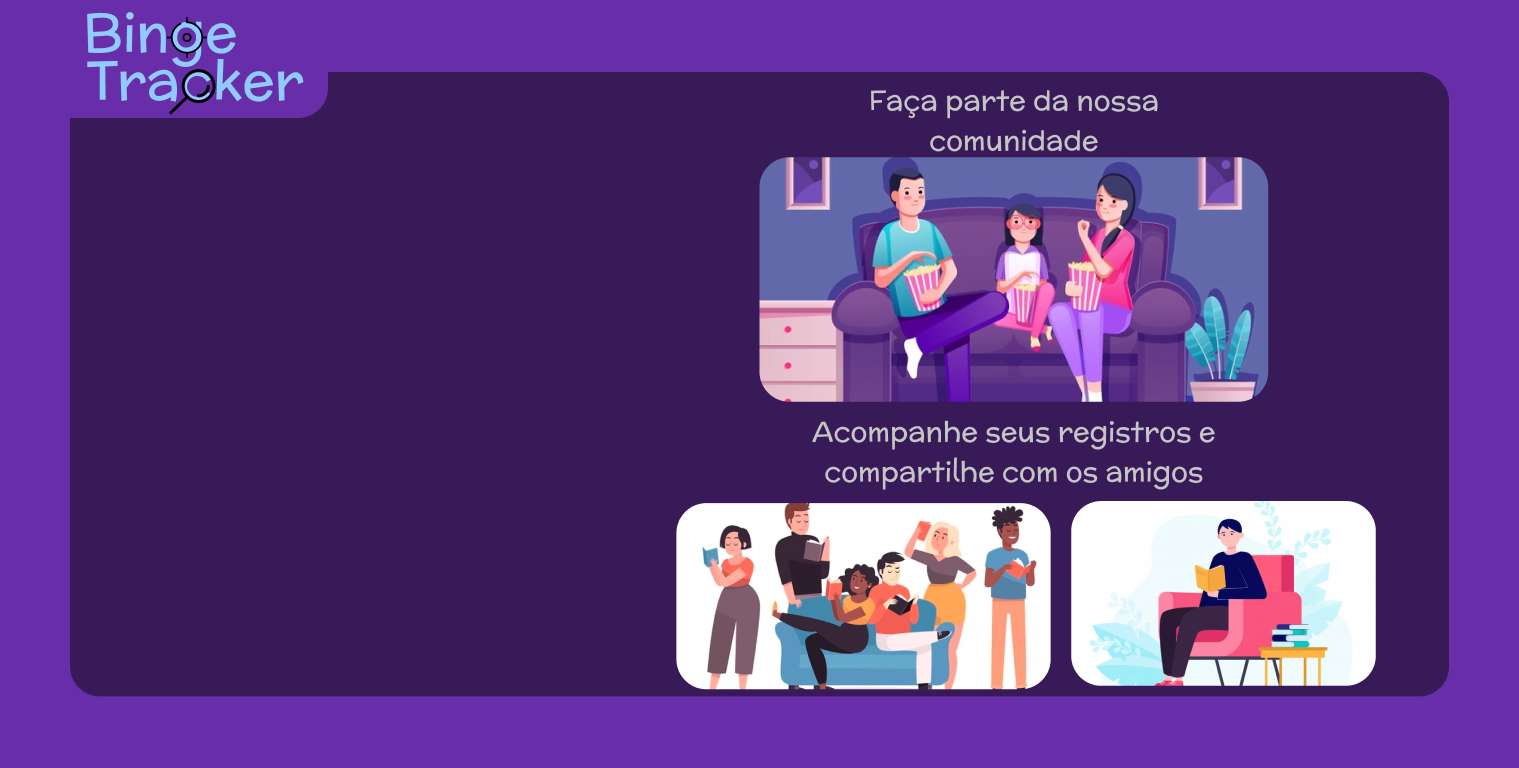 Binge
Tracker
Faça parte da nossa
comunidade
Acompanhe seus registros e
compartilhe com os amigos